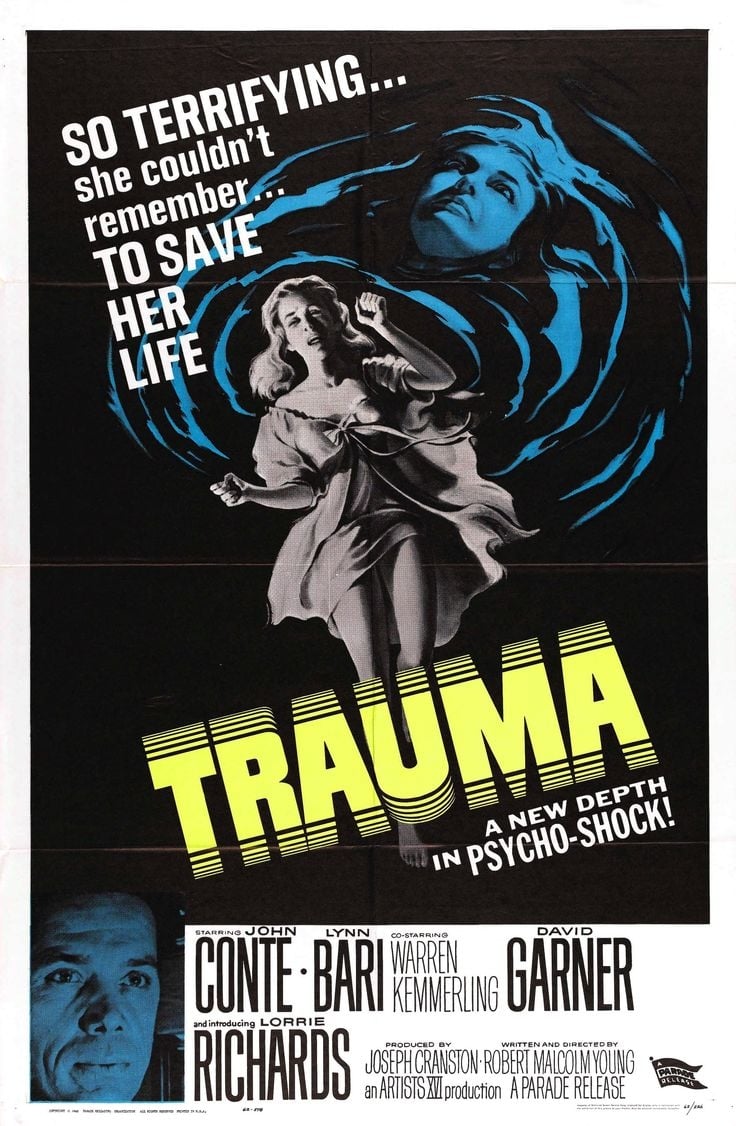 SO TERRIFYING...
she couldn't
remember...
TO SAVE
HER
LIFE
TRAUMA
A NEW DEPTH
IN PSYCHO-SHOCK!
STARRING JOHN CONTE · LYNN BARI
CO-STARRING WARREN KEMMERLING
DAVID GARNER
and introducing LORRIE RICHARDS
PRODUCED BY JOSEPH CRANSTON · WRITTEN AND DIRECTED BY ROBERT MALCOLM YOUNG
an ARTISTS XVI production A PARADE RELEASE
A
PARADE
RELEASE